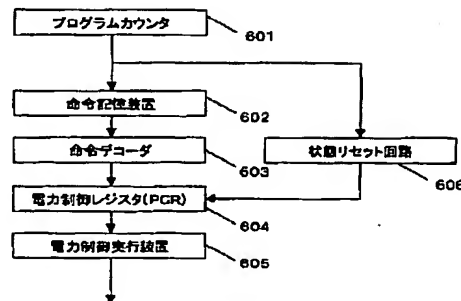 プログラムカウンタ
601
命令記憶装置
602
命令デコーダ
603
状態リセット回路
606
電力制御レジスタ(PCR)
604
電力制御実行装置
605